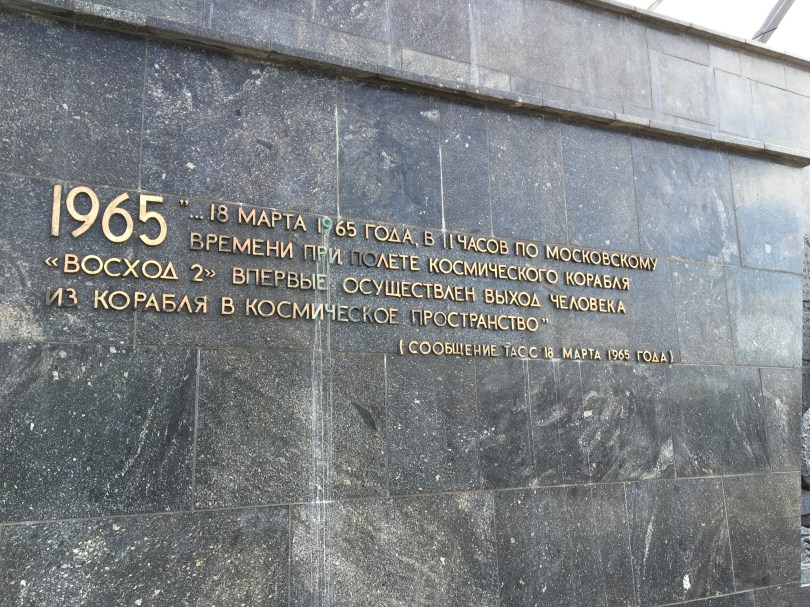 1965 "... 18 МАРТА 1965 ГОДА, В 11 ЧАСОВ ПО МОСКОВСКОМУ
ВРЕМЕНИ ПРИ ПОЛЕТЕ КОСМИЧЕСКОГО КОРАБЛЯ
«ВОСХОД 2» ВПЕРВЫЕ ОСУЩЕСТВЛЕН ВЫХОД ЧЕЛОВЕКА
ИЗ КОРАБЛЯ В КОСМИЧЕСКОЕ ПРОСТРАНСТВО"
(СООБЩЕНИЕ ТАСС 18 МАРТА 1965 ГОДА)